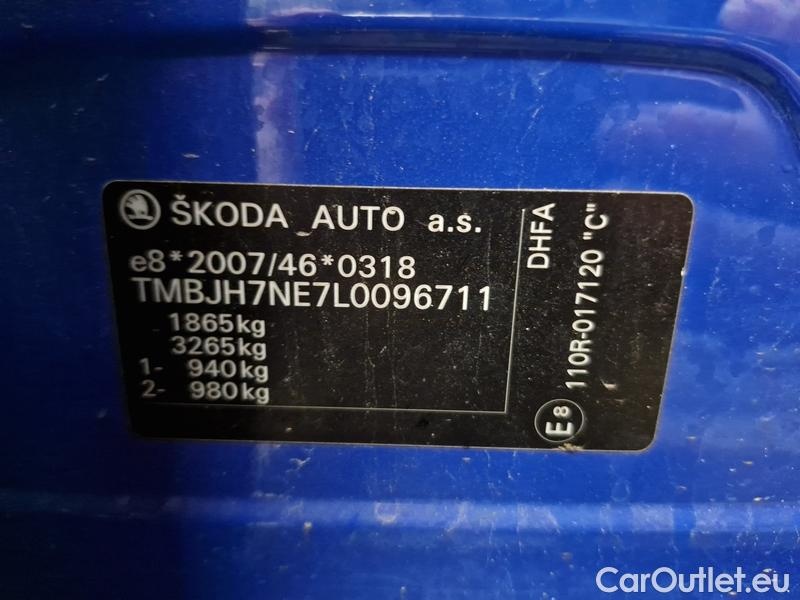 ŠKODA AUTO a.s.
e8*2007/46*0318
TMBJH7NE7L0096711
1865kg
3265kg
1- 940kg
2- 980kg
DHFA
E8 110R-017120 "C"
CarOutlet.eu